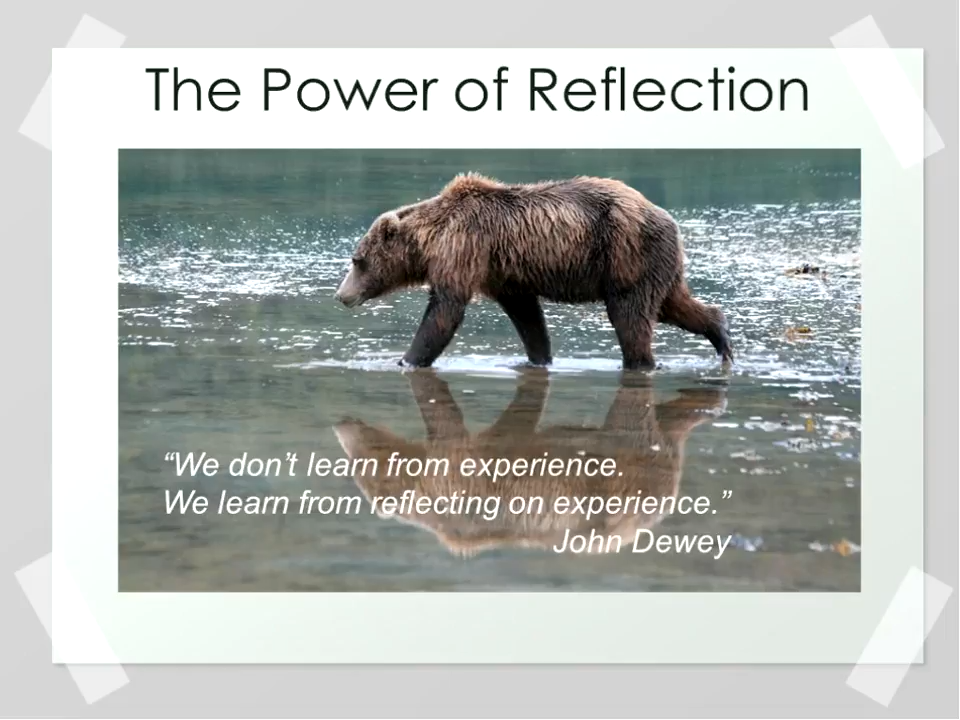 The Power of Reflection
“We don’t learn from experience.
We learn from reflecting on experience.”
John Dewey